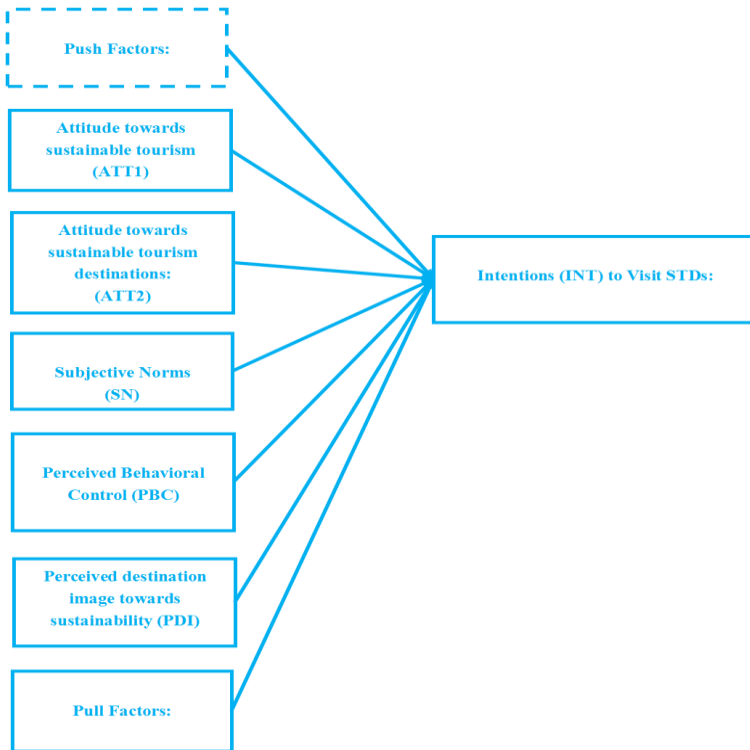 Push Factors:
Attitude towards
sustainable tourism
(ATT1)
Attitude towards
sustainable tourism
destinations:
(ATT2)
Intentions (INT) to Visit STDs:
Subjective Norms
(SN)
Perceived Behavioral
Control (PBC)
Perceived destination
image towards
sustainability (PDI)
Pull Factors: